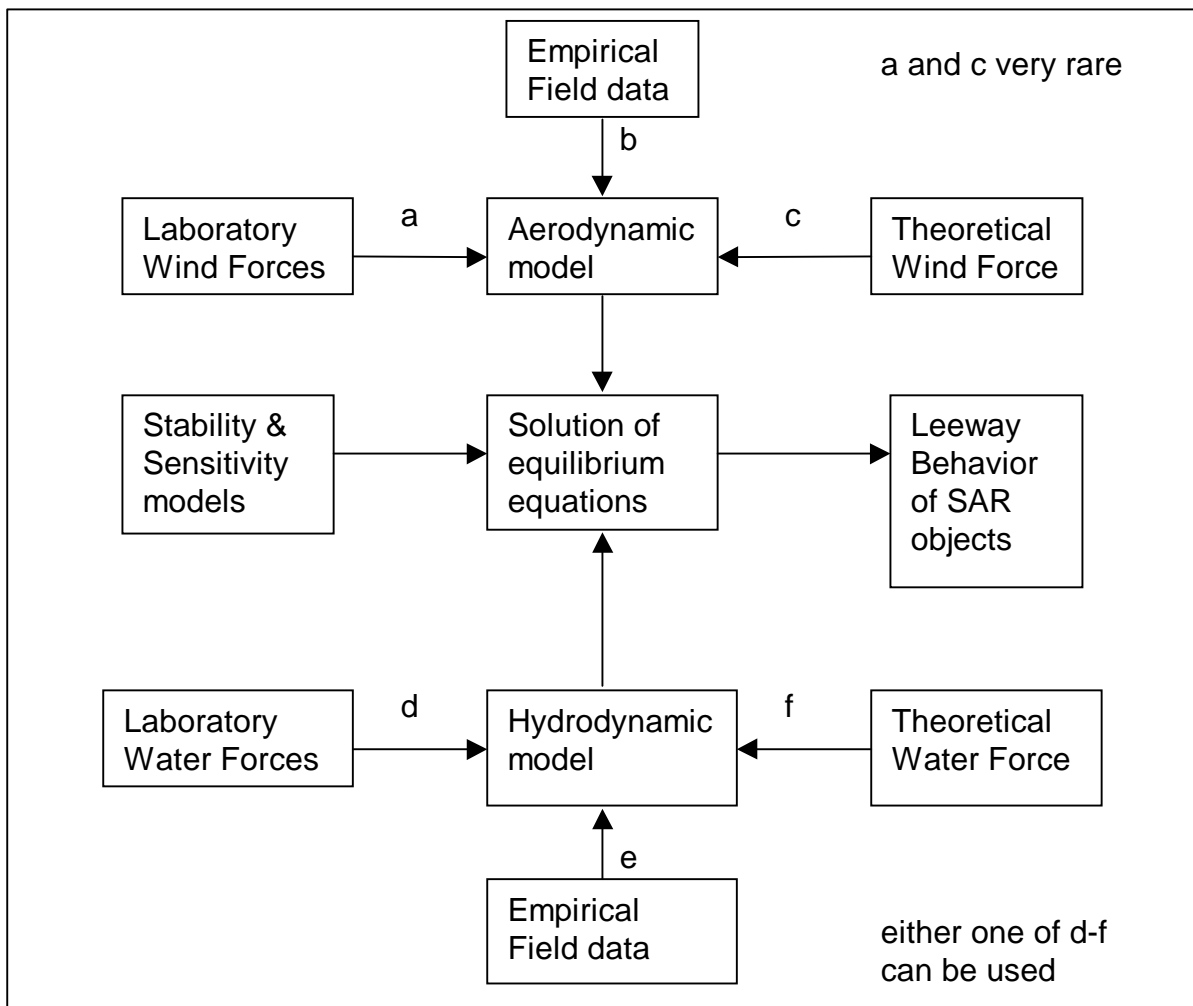 Empirical
Field data
a and c very rare
b
Laboratory
Wind Forces
a
Aerodynamic
model
c
Theoretical
Wind Force
Stability &
Sensitivity
models
Solution of
equilibrium
equations
Leeway
Behavior
of SAR
objects
Laboratory
Water Forces
d
Hydrodynamic
model
f
Theoretical
Water Force
e
Empirical
Field data
either one of d-f
can be used